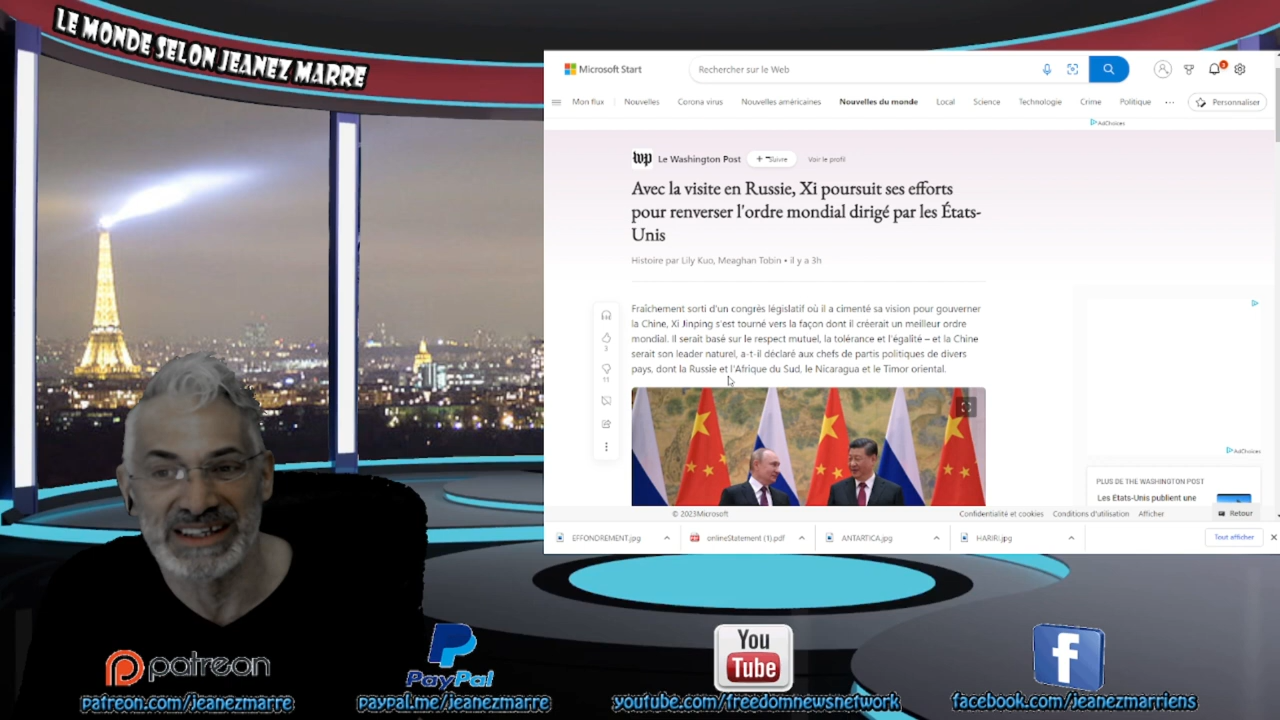 LE MONDE SELON JEANEZ MARRE
Microsoft Start
Rechercher sur le Web
3
Mon flux
Nouvelles
Corona virus
Nouvelles américaines
Nouvelles du monde
Local
Science
Technologie
Crime
Politique
...
Personnaliser
AdChoices
wp Le Washington Post
+ Suivre
Voir le profil
Avec la visite en Russie, Xi poursuit ses efforts
pour renverser l'ordre mondial dirigé par les États-
Unis
Histoire par Lily Kuo, Meaghan Tobin • il y a 3h
Fraîchement sorti d'un congrès législatif où il a cimenté sa vision pour gouverner
la Chine, Xi Jinping s'est tourné vers la façon dont il créerait un meilleur ordre
mondial. Il serait basé sur le respect mutuel, la tolérance et l'égalité – et la Chine
serait son leader naturel, a-t-il déclaré aux chefs de partis politiques de divers
pays, dont la Russie et l'Afrique du Sud, le Nicaragua et le Timor oriental.
3
11
AdChoices
PLUS DE THE WASHINGTON POST
Les États-Unis publient une
© 2023Microsoft
Confidentialité et cookies
Conditions d'utilisation
Afficher
Retour
EFFONDREMENT.jpg
onlineStatement (1).pdf
ANTARTICA.jpg
HARIRI.jpg
Tout afficher
patreon
patreon.com/jeanezmarre
PayPal
paypal.me/jeanezmarre
You
Tube
youtube.com/freedomnewsnetwork
f
facebook.com/jeanezmarriens